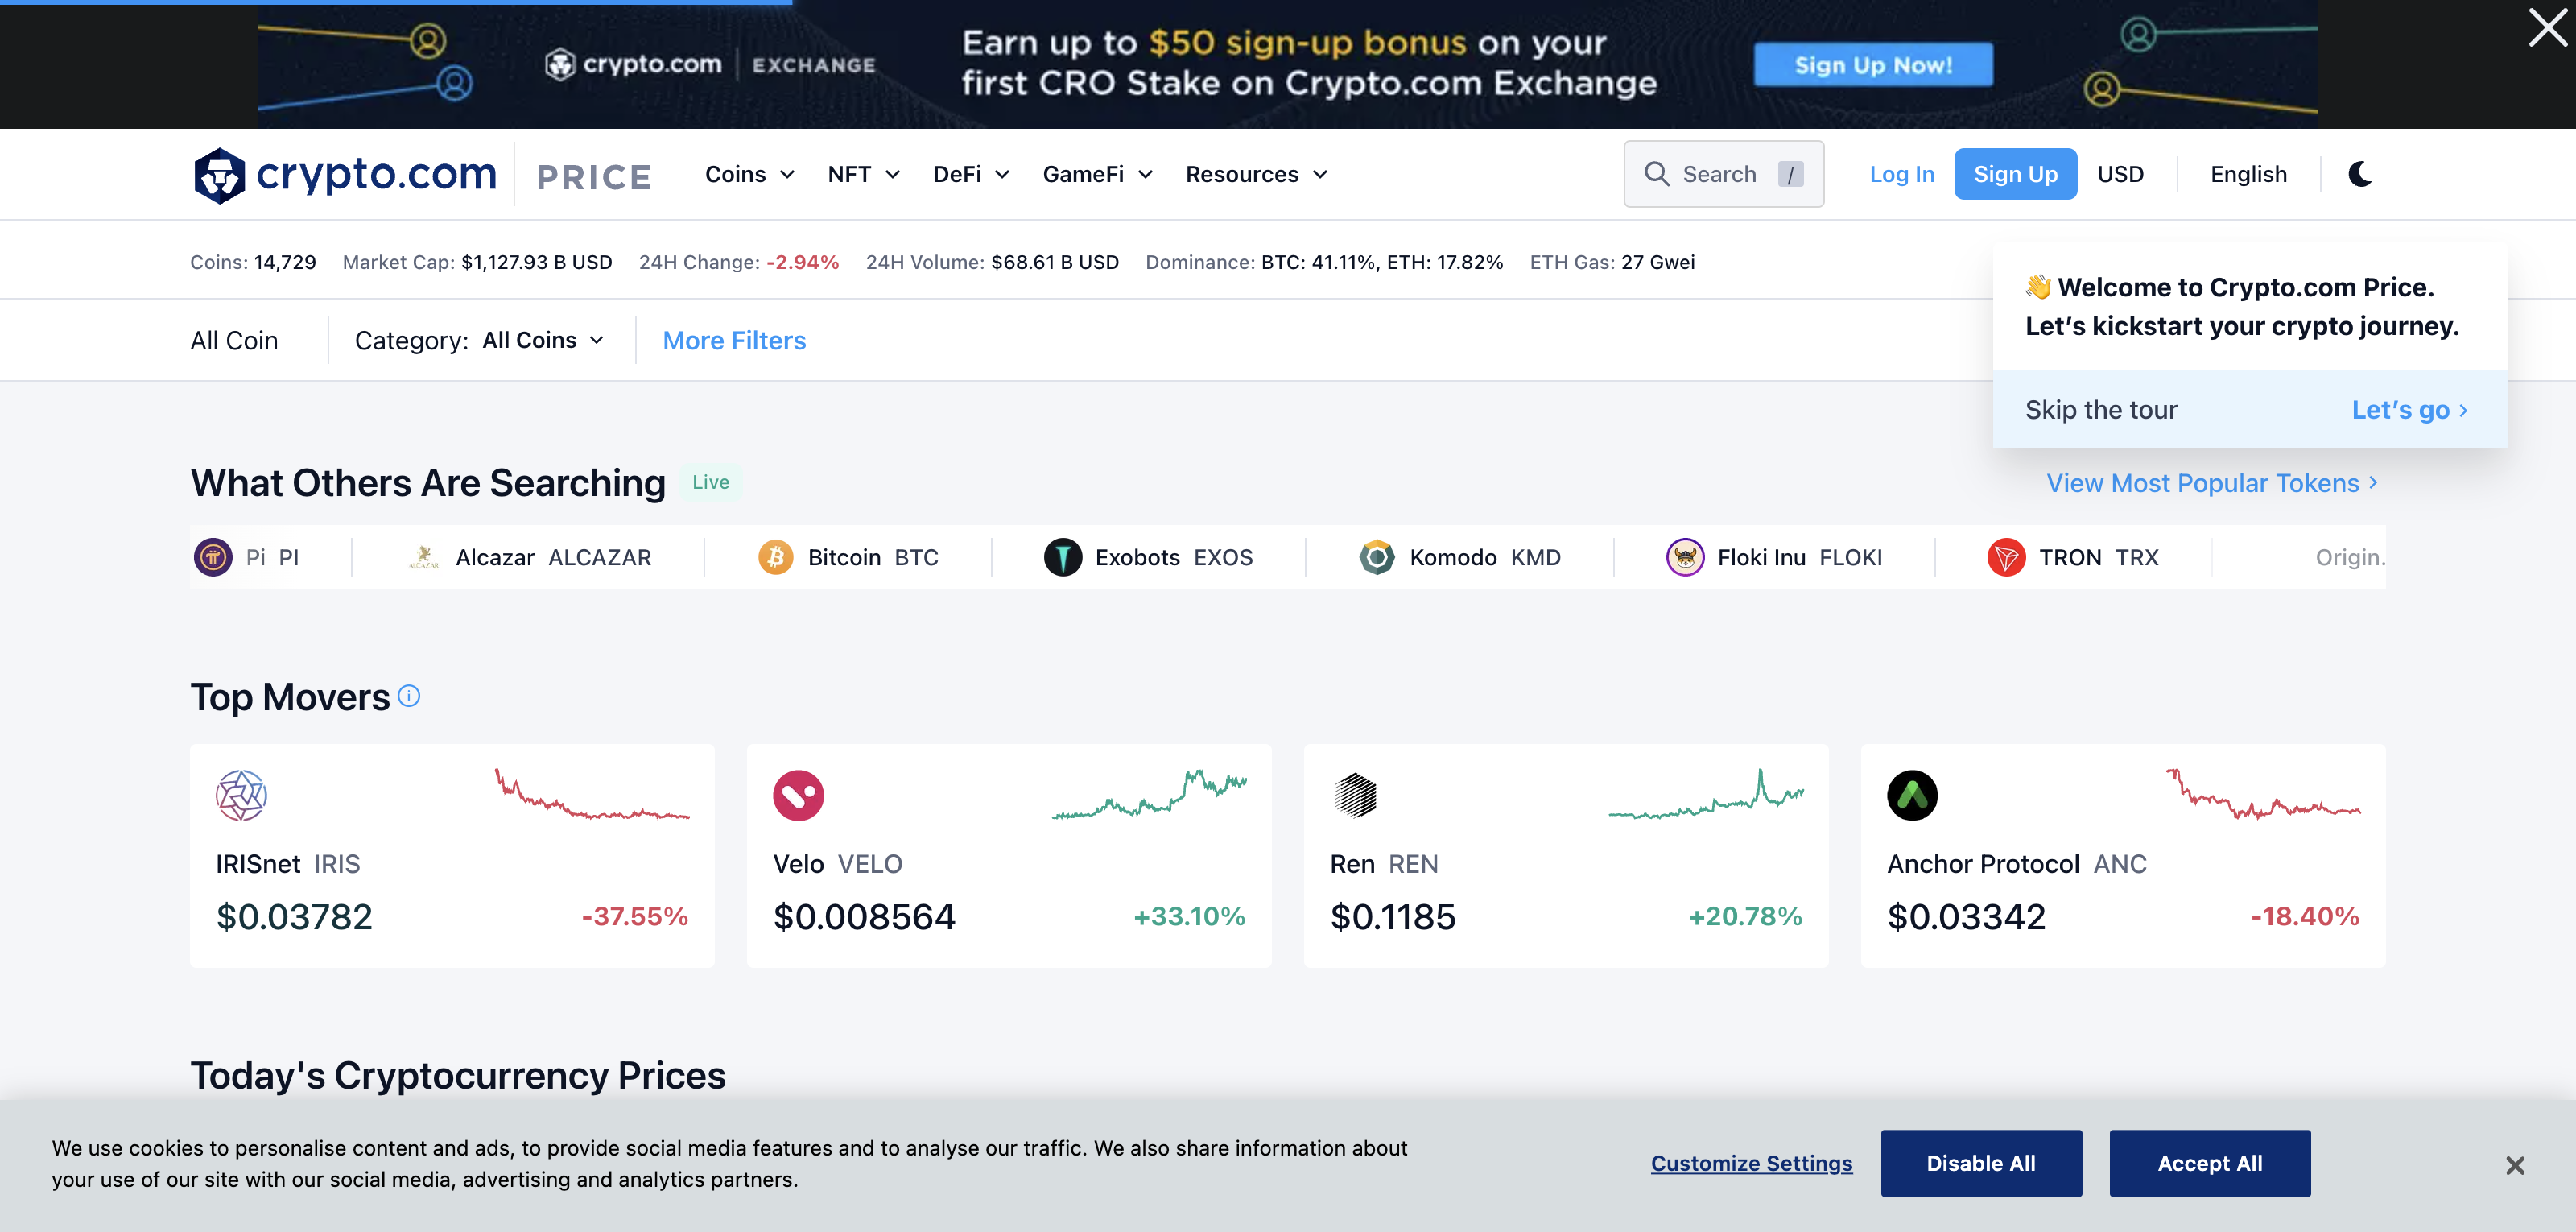 crypto.com | EXCHANGE
Earn up to $50 sign-up bonus on your
first CRO Stake on Crypto.com Exchange
Sign Up Now!
crypto.com PRICE Coins NFT DeFi GameFi Resources Search / Log In Sign Up USD English
Coins: 14,729 Market Cap: $1,127.93 B USD 24H Change: -2.94% 24H Volume: $68.61 B USD Dominance: BTC: 41.11%, ETH: 17.82% ETH Gas: 27 Gwei
👋 Welcome to Crypto.com Price.
Let’s kickstart your crypto journey.
Skip the tour Let’s go ›
All Coin Category: All Coins More Filters
What Others Are Searching Live View Most Popular Tokens ›
Pi PI Alcazar ALCAZAR Bitcoin BTC Exobots EXOS Komodo KMD Floki Inu FLOKI TRON TRX Origin.
Top Movers
IRISnet IRIS
$0.03782 -37.55%
Velo VELO
$0.008564 +33.10%
Ren REN
$0.1185 +20.78%
Anchor Protocol ANC
$0.03342 -18.40%
Today's Cryptocurrency Prices
We use cookies to personalise content and ads, to provide social media features and to analyse our traffic. We also share information about
your use of our site with our social media, advertising and analytics partners.
Customize Settings Disable All Accept All